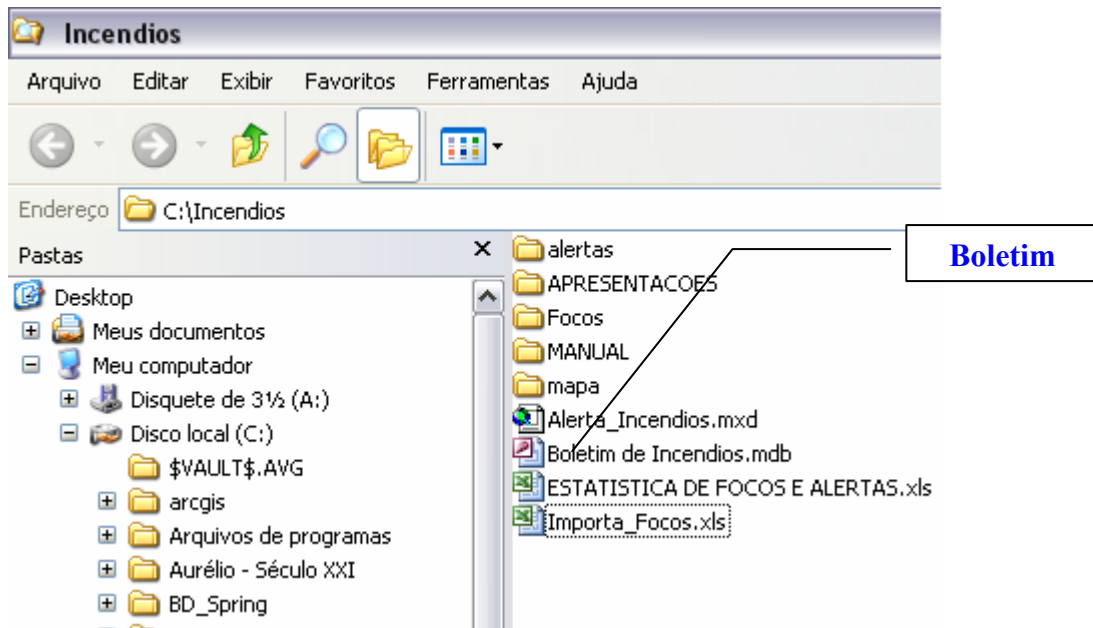 Incendios
Arquivo Editar Exibir Favoritos Ferramentas Ajuda
Endereço C:\Incendios
Pastas
Desktop
Meus documentos
Meu computador
Disquete de 3½ (A:)
Disco local (C:)
$VAULT$.AVG
arcgis
Arquivos de programas
Aurélio - Século XXI
BD_Spring
alertas
APRESENTACOES
Focos
MANUAL
mapa
Alerta_Incendios.mxd
Boletim de Incendios.mdb
ESTATISTICA DE FOCOS E ALERTAS.xls
Importa_Focos.xls
Boletim